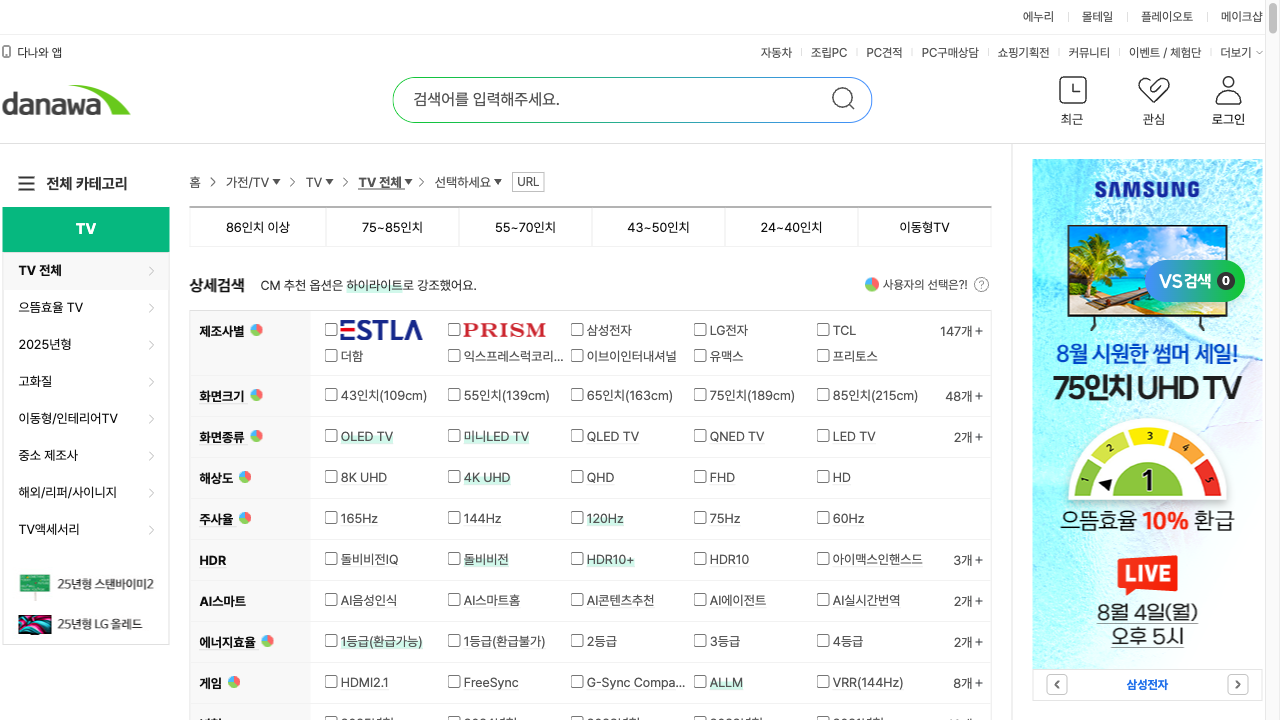 에누리 몰테일 플레이오토 메이크샵
다나와 앱
자동차 조립PC PC견적 PC구매상담 쇼핑기획전 커뮤니티 이벤트 / 체험단 더보기
danawa
검색어를 입력해주세요.
최근 관심 로그인
전체 카테고리
TV
TV 전체
으뜸효율 TV
2025년형
고화질
이동형/인테리어TV
중소 제조사
해외/리퍼/사이니지
TV액세서리
25년형 스탠바이미2
25년형 LG 올레드
홈 가전/TV TV TV 전체 선택하세요 URL
86인치 이상 75~85인치 55~70인치 43~50인치 24~40인치 이동형TV
상세검색 CM 추천 옵션은 하이라이트로 강조했어요. 사용자의 선택은?! ?
제조사별 ESTLA PRISM 삼성전자 LG전자 TCL 147개+
더함 익스프레스럭코리... 이브이인터내셔널 유맥스 프리토스
화면크기 43인치(109cm) 55인치(139cm) 65인치(163cm) 75인치(189cm) 85인치(215cm) 48개+
화면종류 OLED TV 미니LED TV QLED TV QNED TV LED TV 2개+
해상도 8K UHD 4K UHD QHD FHD HD
주사율 165Hz 144Hz 120Hz 75Hz 60Hz
HDR 돌비비전IQ 돌비비전 HDR10+ HDR10 아이맥스인핸스드 3개+
AI스마트 AI음성인식 AI스마트홈 AI콘텐츠추천 AI에이전트 AI실시간번역 2개+
에너지효율 1등급(환급가능) 1등급(환급불가) 2등급 3등급 4등급 2개+
게임 HDMI2.1 FreeSync G-Sync Compa... ALLM VRR(144Hz) 8개+
SAMSUNG
VS검색 0
8월 시원한 썸머 세일!
75인치 UHD TV
1 2 3 4 5
1
으뜸효율 10% 환급
LIVE
8월 4일(월)
오후 5시
삼성전자